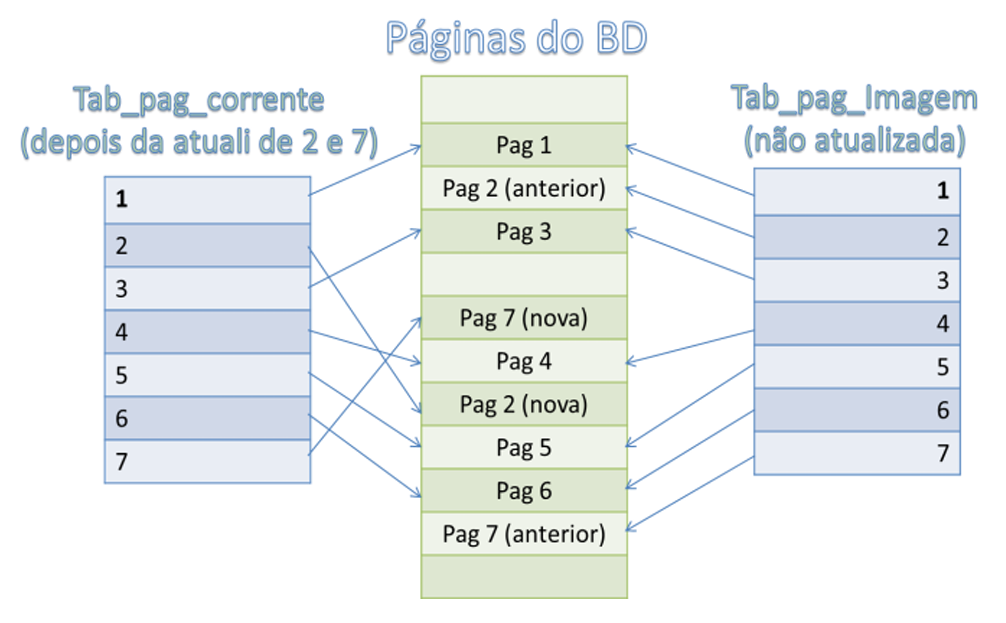 Páginas do BD
Tab_pag_corrente
(depois da atuali de 2 e 7)
1
2
3
4
5
6
7
Pag 1
Pag 2 (anterior)
Pag 3
Pag 7 (nova)
Pag 4
Pag 2 (nova)
Pag 5
Pag 6
Pag 7 (anterior)
Tab_pag_Imagem
(não atualizada)
1
2
3
4
5
6
7